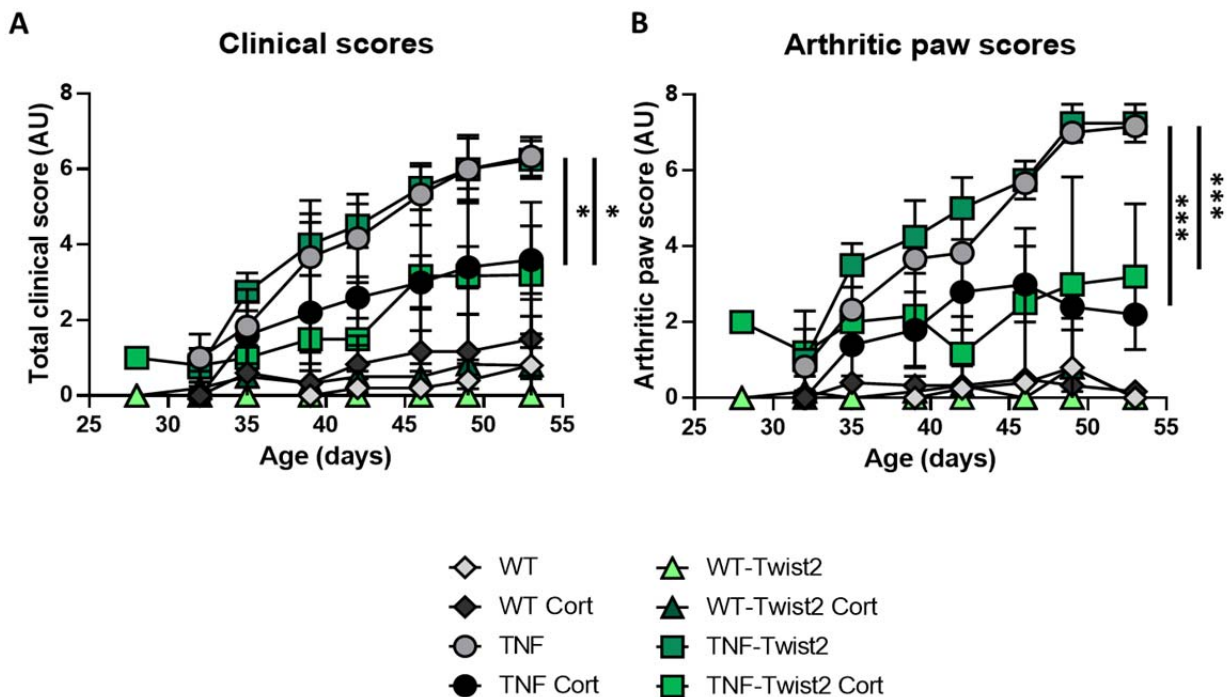 A
Clinical scores
Total clinical score (AU)
8
6
4
2
0
25 30 35 40 45 50 55
Age (days)
*
*
B
Arthritic paw scores
Arthritic paw score (AU)
8
6
4
2
0
25 30 35 40 45 50 55
Age (days)
***
***
WT
WT Cort
TNF
TNF Cort
WT-Twist2
WT-Twist2 Cort
TNF-Twist2
TNF-Twist2 Cort